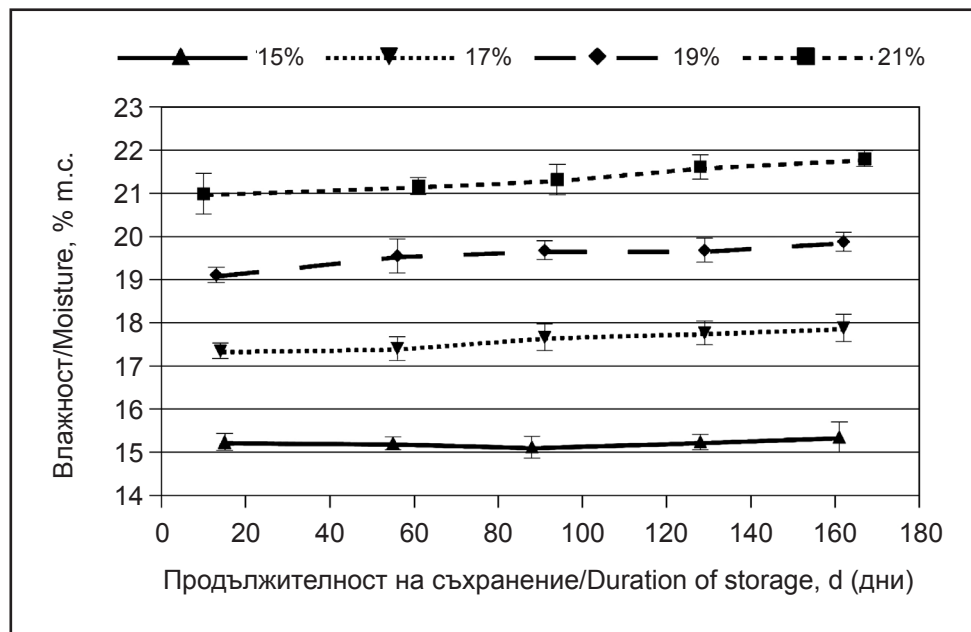 15% 17% 19% 21%
Влажност/Moisture, % m.c.
23
22
21
20
19
18
17
16
15
14
0 20 40 60 80 100 120 140 160 180
Продължителност на съхранение/Duration of storage, d (дни)